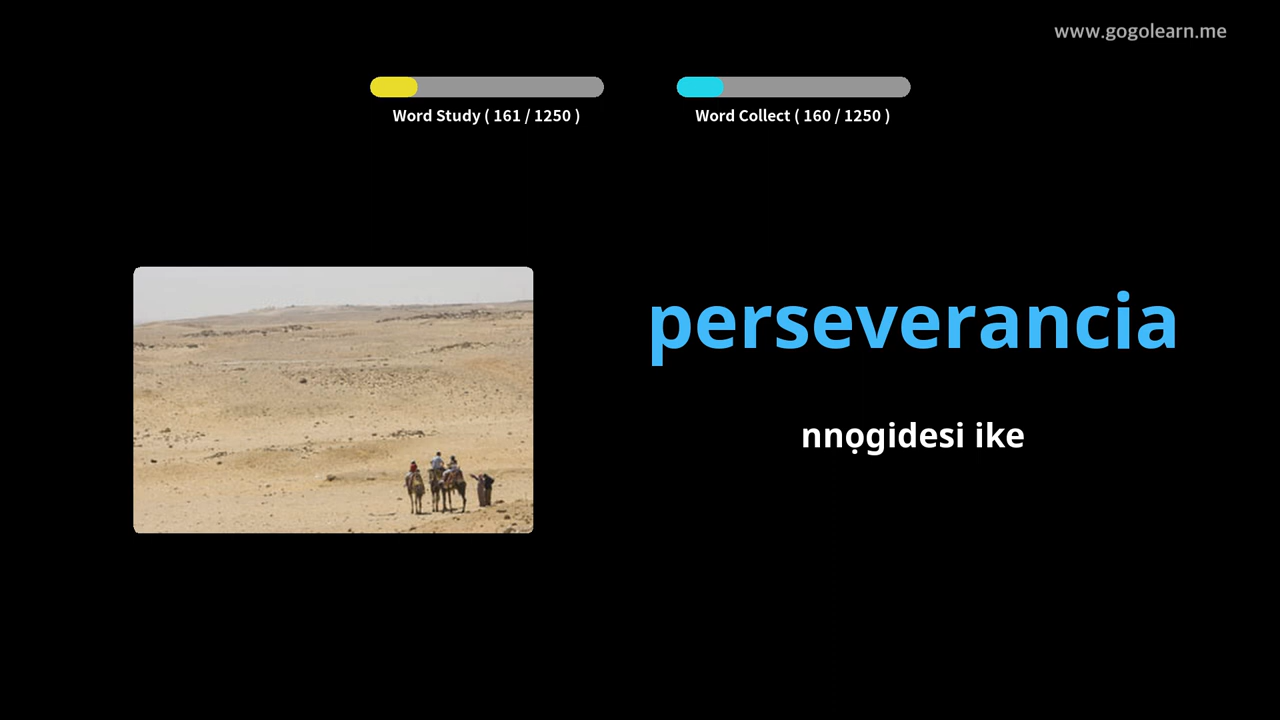 www.gogolearn.me
Word Study ( 161 / 1250 )
Word Collect ( 160 / 1250 )
perseverancia
nnọgidesi ike